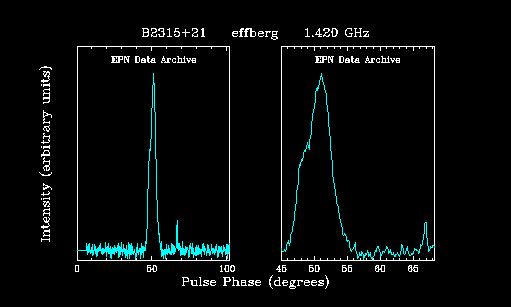 B2315+21 effberg 1.420 GHz
EPN Data Archive EPN Data Archive
Intensity (arbitrary units)
0 50 100 45 50 55 60 65
Pulse Phase (degrees)